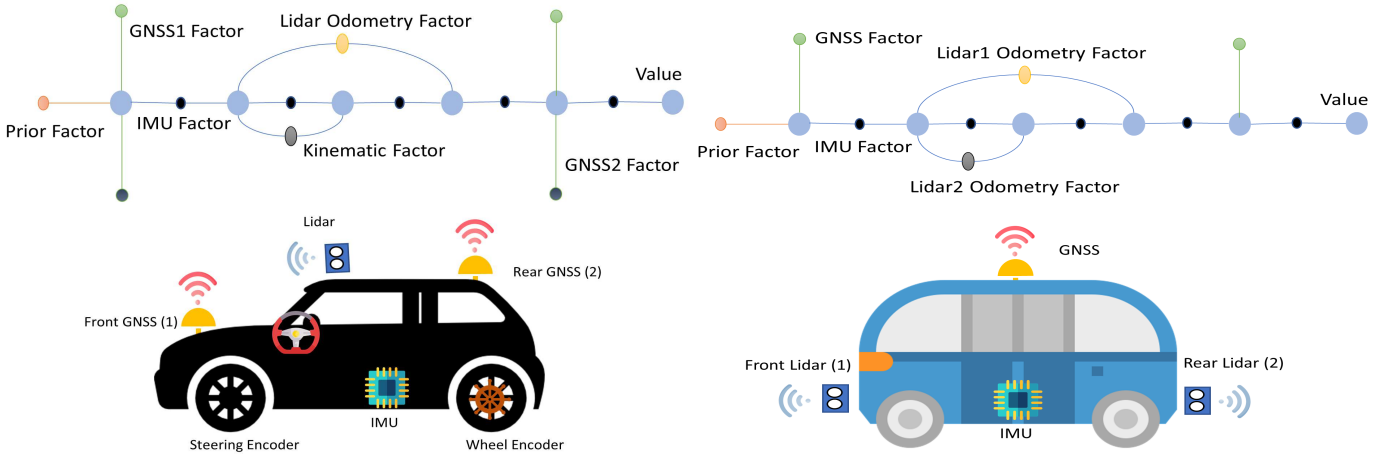 GNSS1 Factor
Lidar Odometry Factor
Value
Prior Factor
IMU Factor
Kinematic Factor
GNSS2 Factor
Lidar
Rear GNSS (2)
Front GNSS (1)
IMU
Steering Encoder
Wheel Encoder
GNSS Factor
Lidar1 Odometry Factor
Value
Prior Factor
IMU Factor
Lidar2 Odometry Factor
GNSS
Front Lidar (1)
Rear Lidar (2)
IMU